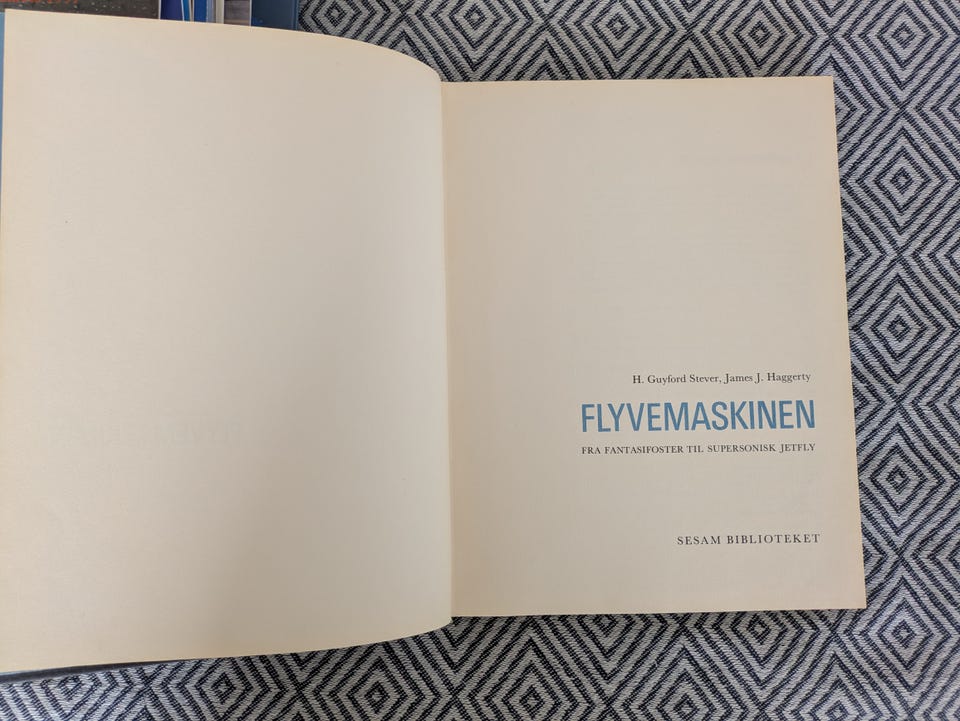 H. Guyford Stever, James J. Haggerty
FLYVEMASKINEN
FRA FANTASIFOSTER TIL SUPERSONISK JETFLY
SESAM BIBLIOTEKET